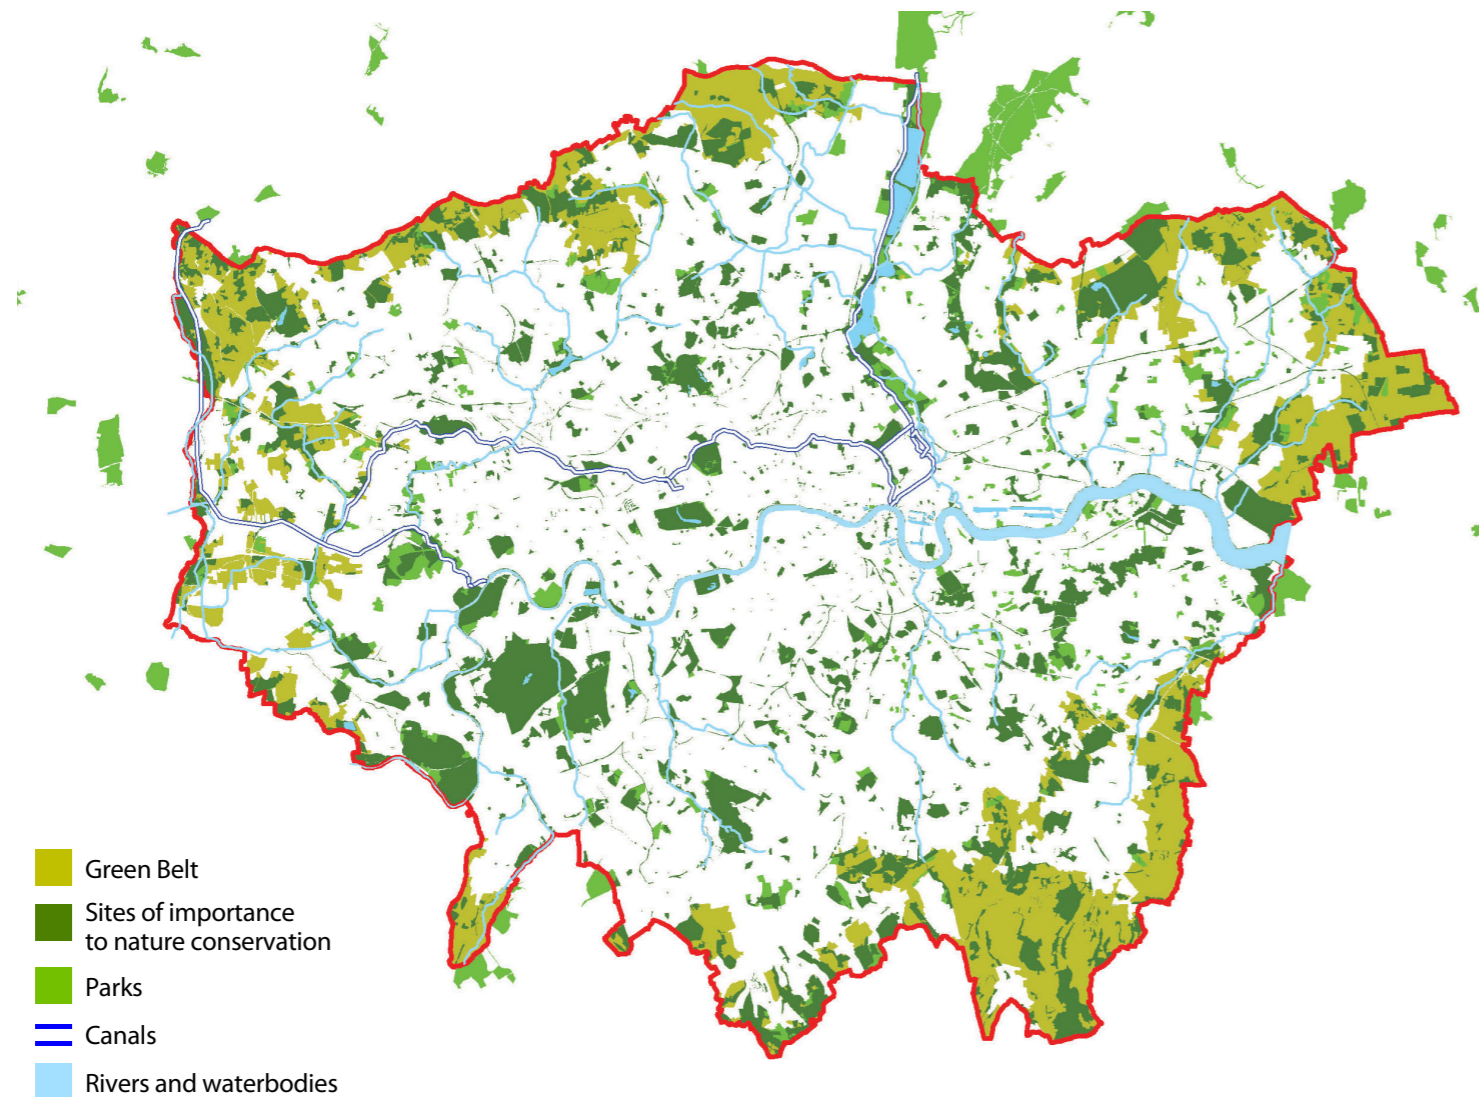 Green Belt
Sites of importance
to nature conservation
Parks
Canals
Rivers and waterbodies